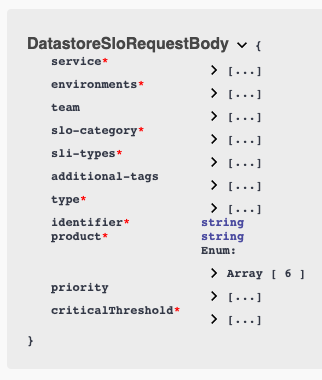 DatastoreSloRequestBody {
service*
> [...]
environments*
> [...]
team
> [...]
slo-category*
> [...]
sli-types*
> [...]
additional-tags
> [...]
type*
> [...]
identifier* string
product* string
Enum:
> Array [ 6 ]
priority
> [...]
criticalThreshold*
> [...]
}